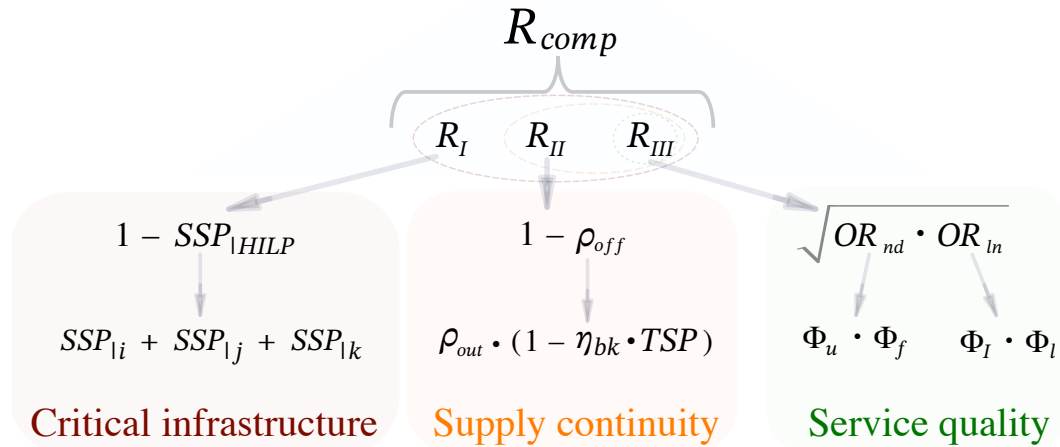 R_comp
R_I R_II R_III
1 − SSP_|HILP 1 − ρ_off √(OR_nd · OR_ln)
SSP_|i + SSP_|j + SSP_|k ρ_out · (1 − η_bk · TSP) Φ_u · Φ_f Φ_I · Φ_l
Critical infrastructure Supply continuity Service quality